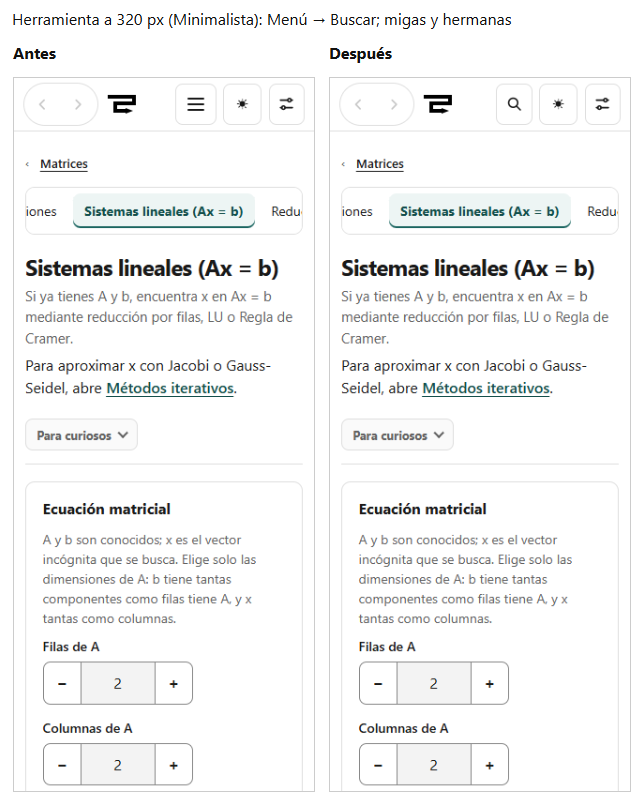 Herramienta a 320 px (Minimalista): Menú → Buscar; migas y hermanas
Antes
‹ Matrices
iones
Sistemas lineales (Ax = b)
Redu
Sistemas lineales (Ax = b)
Si ya tienes A y b, encuentra x en Ax = b
mediante reducción por filas, LU o Regla de
Cramer.
Para aproximar x con Jacobi o Gauss-
Seidel, abre Métodos iterativos.
Para curiosos
Ecuación matricial
A y b son conocidos; x es el vector
incógnita que se busca. Elige solo las
dimensiones de A: b tiene tantas
componentes como filas tiene A, y x
tantas como columnas.
Filas de A
− 2 +
Columnas de A
− 2 +
Después
‹ Matrices
iones
Sistemas lineales (Ax = b)
Redu
Sistemas lineales (Ax = b)
Si ya tienes A y b, encuentra x en Ax = b
mediante reducción por filas, LU o Regla de
Cramer.
Para aproximar x con Jacobi o Gauss-
Seidel, abre Métodos iterativos.
Para curiosos
Ecuación matricial
A y b son conocidos; x es el vector
incógnita que se busca. Elige solo las
dimensiones de A: b tiene tantas
componentes como filas tiene A, y x
tantas como columnas.
Filas de A
− 2 +
Columnas de A
− 2 +